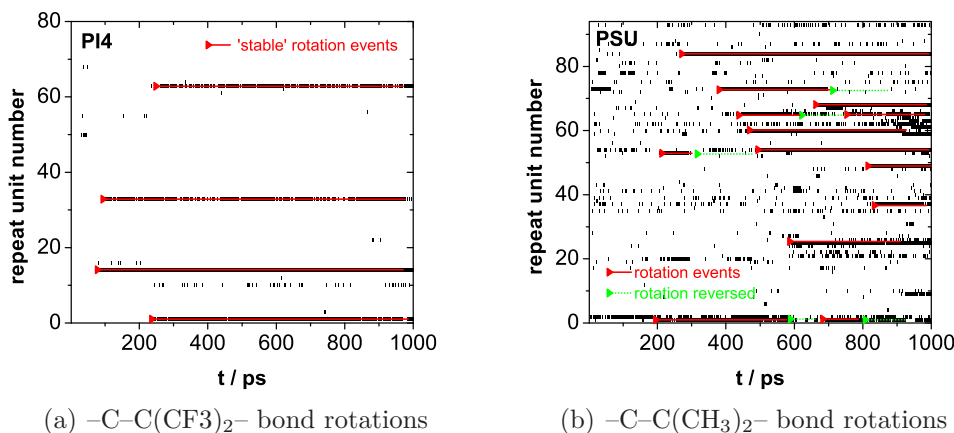 PI4
'stable' rotation events
80
60
40
20
0
repeat unit number
200 400 600 800 1000
t / ps
(a) –C–C(CF3)₂– bond rotations
PSU
rotation events
rotation reversed
80
60
40
20
0
repeat unit number
200 400 600 800 1000
t / ps
(b) –C–C(CH₃)₂– bond rotations